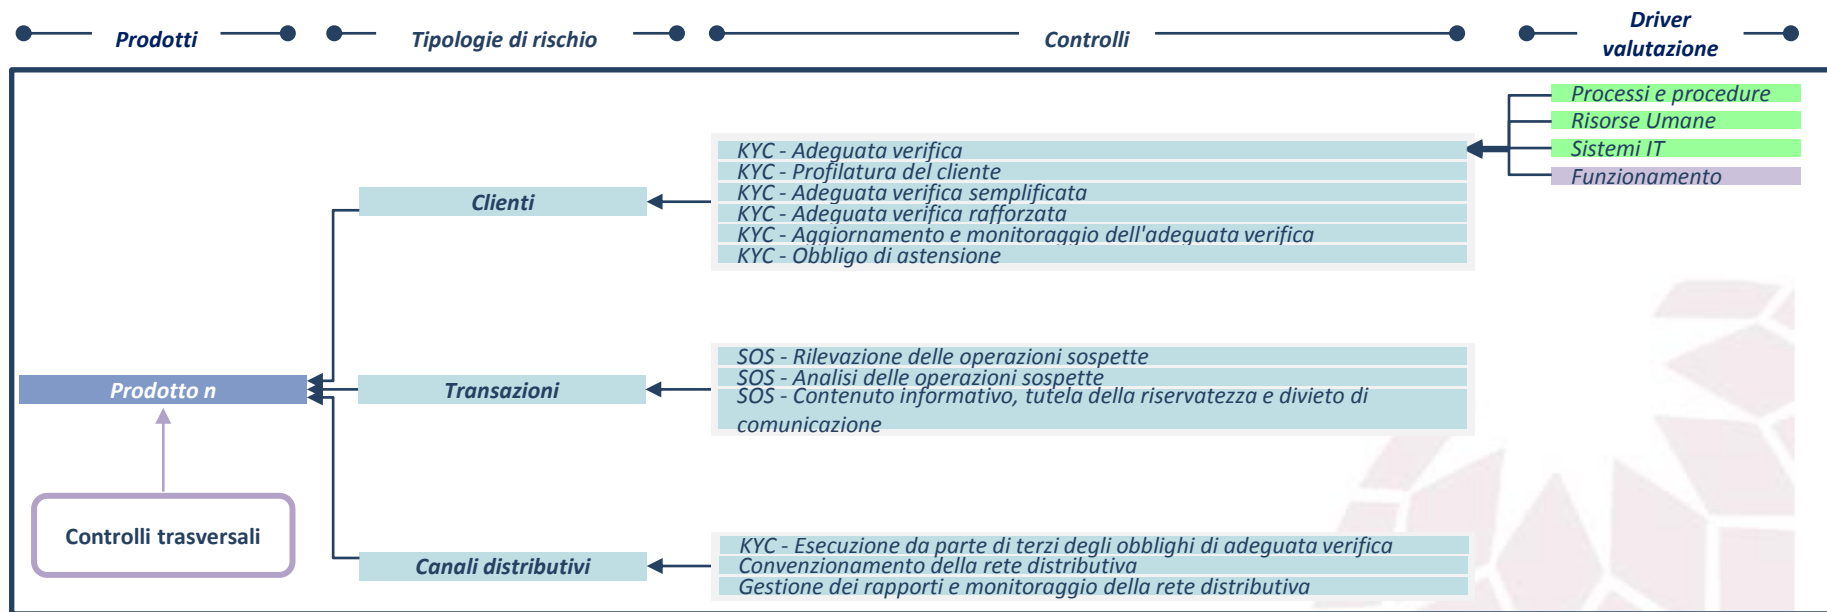 Prodotti
Tipologie di rischio
Controlli
Driver
valutazione
Processi e procedure
Risorse Umane
Sistemi IT
Funzionamento
KYC - Adeguata verifica
KYC - Profilatura del cliente
KYC - Adeguata verifica semplificata
KYC - Adeguata verifica rafforzata
KYC - Aggiornamento e monitoraggio dell'adeguata verifica
KYC - Obbligo di astensione
Clienti
SOS - Rilevazione delle operazioni sospette
SOS - Analisi delle operazioni sospette
SOS - Contenuto informativo, tutela della riservatezza e divieto di
comunicazione
Prodotto n
Transazioni
Controlli trasversali
Canali distributivi
KYC - Esecuzione da parte di terzi degli obblighi di adeguata verifica
Convenzionamento della rete distributiva
Gestione dei rapporti e monitoraggio della rete distributiva